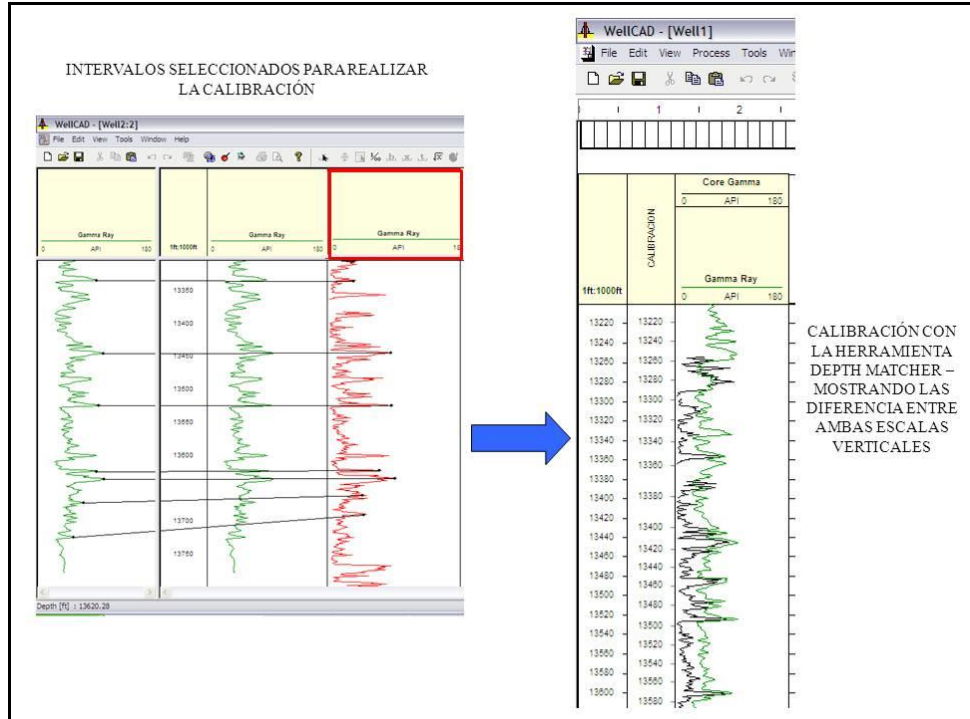 INTERVALOS SELECCIONADOS PARA REALIZAR
LA CALIBRACIÓN
WellCAD - [Well2:2]
File Edit View Tools Window Help
Gamma Ray
0 API 180
1ft:1000ft
Gamma Ray
0 API 180
Gamma Ray
0 API 18
13350
13400
13450
13500
13550
13600
13700
13750
Depth [ft] : 13620.28
WellCAD - [Well1]
File Edit View Process Tools Win
1 2
Core Gamma
0 API 180
CALIBRACION
Gamma Ray
1ft:1000ft
0 API 180
13220 13220
13240 13240
13260 13260
13280 13280
13300 13300
13320 13320
13340 13340
13360 13360
13380
13400 13380
13420 13400
13440 13420
13460 13440
13480 13460
13500 13480
13520 13500
13540 13520
13560 13540
13580 13560
13600 13580
CALIBRACIÓN CON
LA HERRAMIENTA
DEPTH MATCHER –
MOSTRANDO LAS
DIFERENCIA ENTRE
AMBAS ESCALAS
VERTICALES